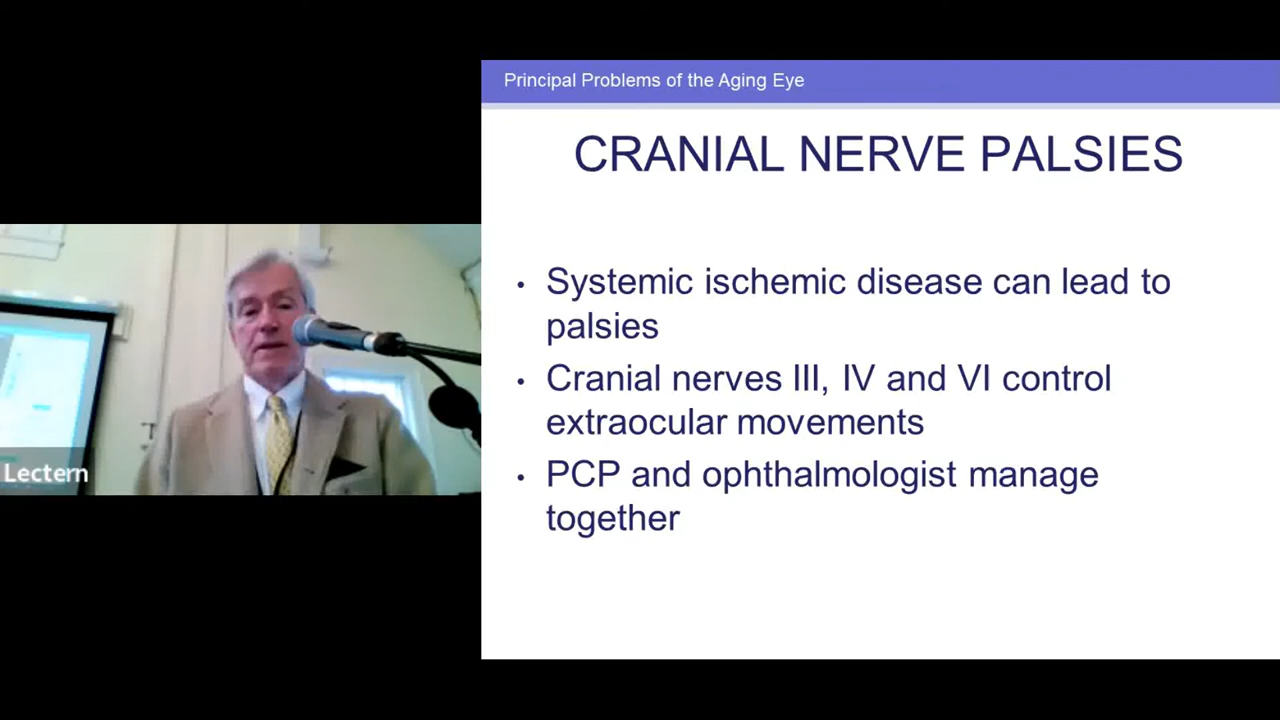 Principal Problems of the Aging Eye
CRANIAL NERVE PALSIES
• Systemic ischemic disease can lead to
palsies
• Cranial nerves III, IV and VI control
extraocular movements
• PCP and ophthalmologist manage
together
Lectern